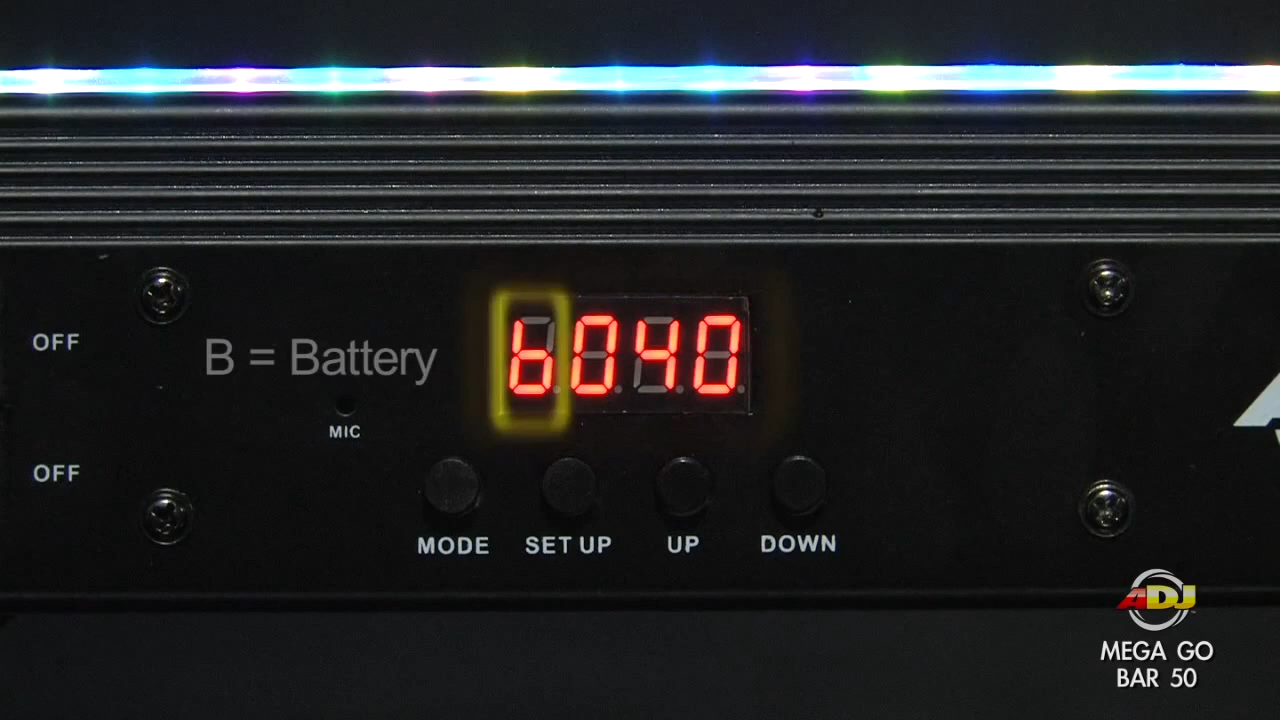 OFF
B = Battery
b040
MIC
OFF
MODE
SET UP
UP
DOWN
ADJ
MEGA GO
BAR 50